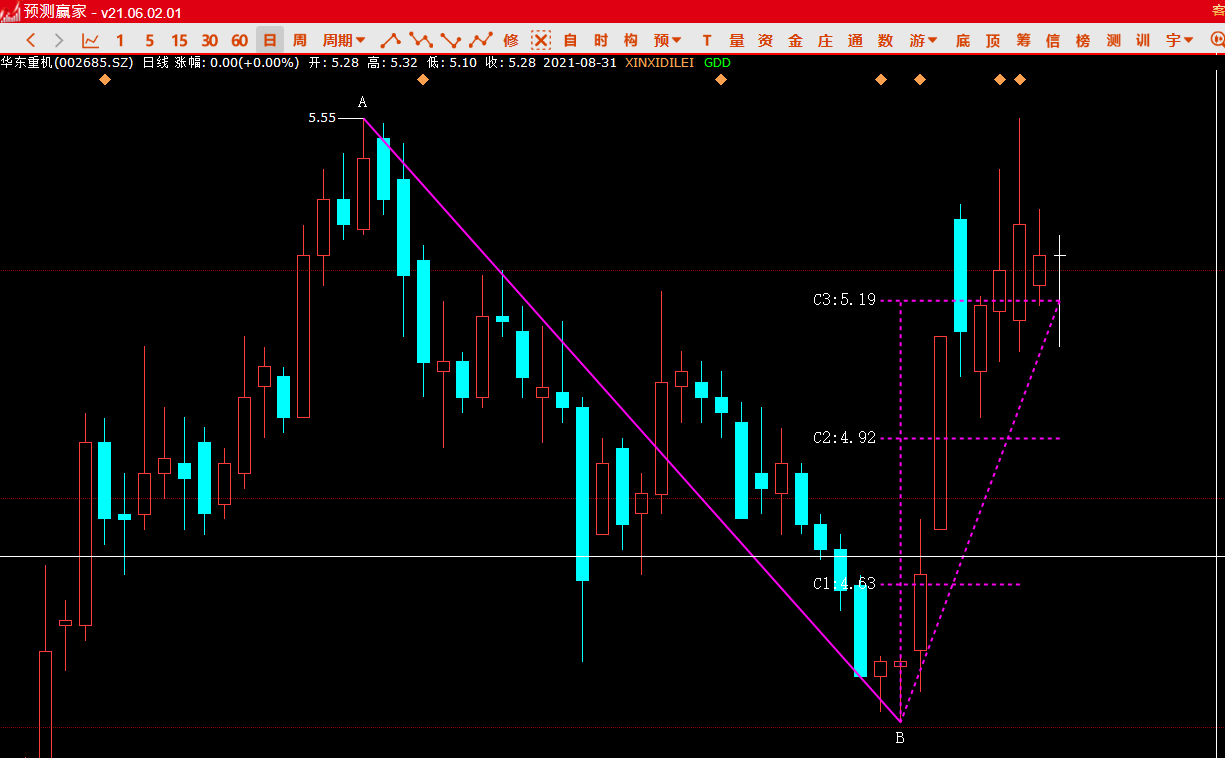 预测赢家 - v21.06.02.01
1 5 15 30 60 日 周 周期 修 自 时 构 预 T 量 资 金 庄 通 数 游 底 顶 筹 信 榜 测 训 宇
华东重机(002685.SZ) 日线 涨幅: 0.00(+0.00%) 开: 5.28 高: 5.32 低: 5.10 收: 5.28 2021-08-31 XINXIDILEI GDD
A
5.55
C3:5.19
C2:4.92
C1:4.63
B